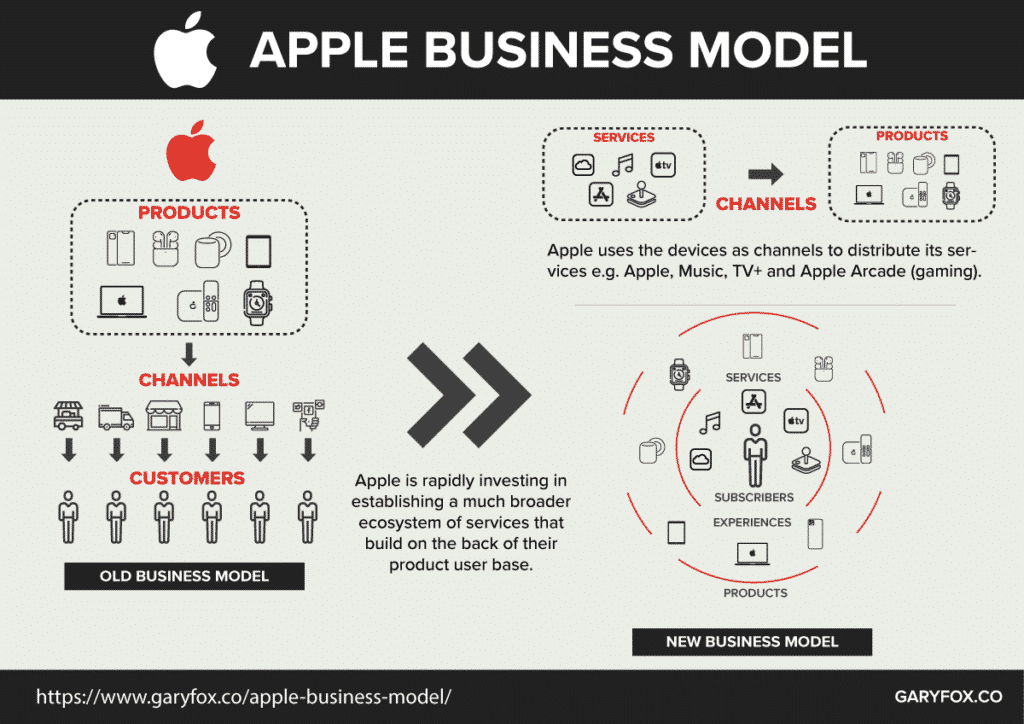 APPLE BUSINESS MODEL
PRODUCTS
CHANNELS
CUSTOMERS
OLD BUSINESS MODEL
Apple is rapidly investing in
establishing a much broader
ecosystem of services that
build on the back of their
product user base.
SERVICES
tv
CHANNELS
PRODUCTS
Apple uses the devices as channels to distribute its ser-
vices e.g. Apple, Music, TV+ and Apple Arcade (gaming).
SERVICES
tv
SUBSCRIBERS
EXPERIENCES
PRODUCTS
NEW BUSINESS MODEL
https://www.garyfox.co/apple-business-model/
GARYFOX.CO